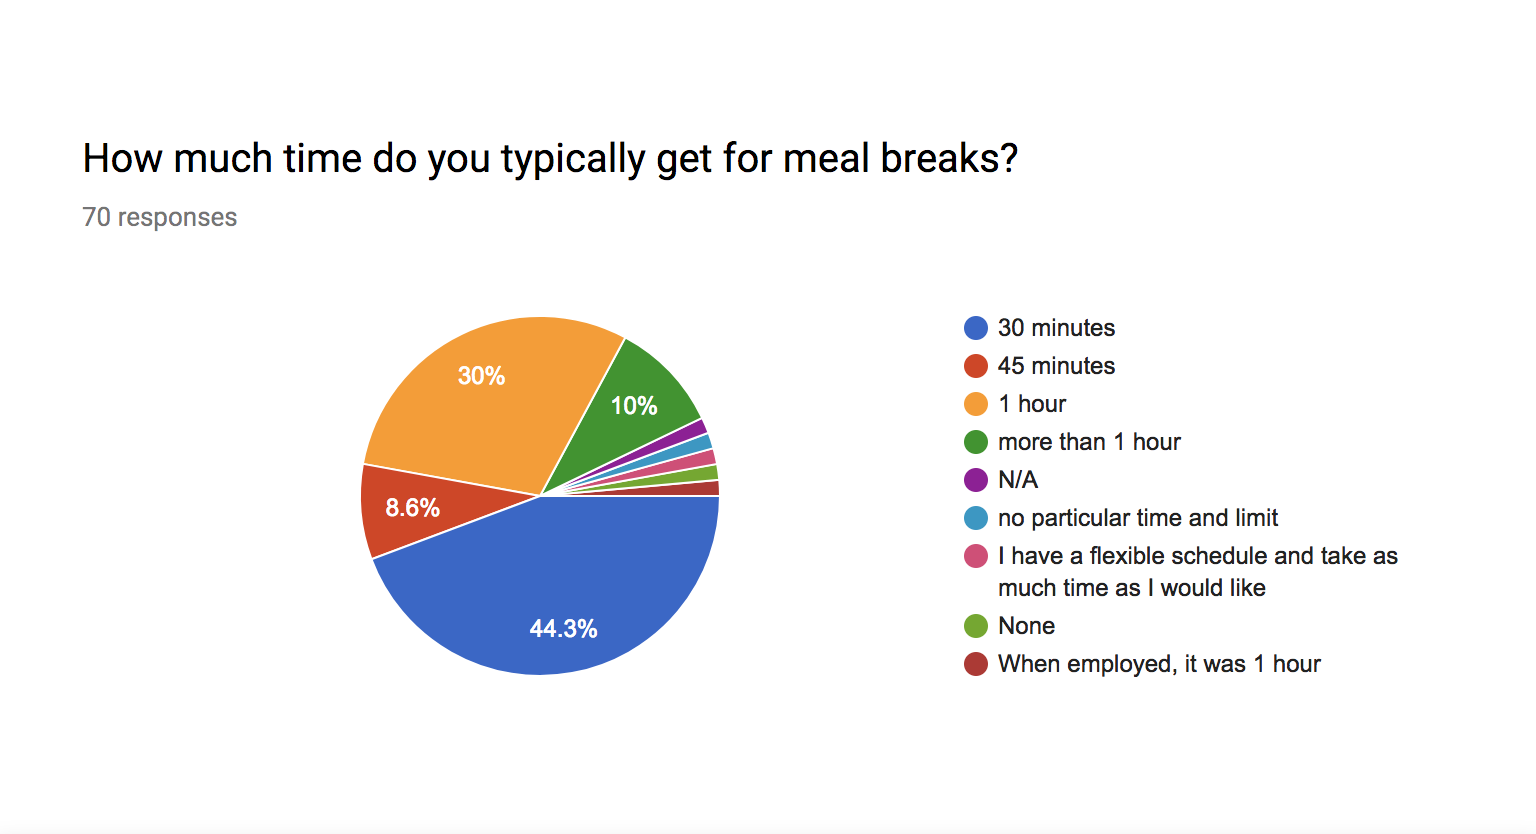 How much time do you typically get for meal breaks?
70 responses
30%
10%
8.6%
44.3%
30 minutes
45 minutes
1 hour
more than 1 hour
N/A
no particular time and limit
I have a flexible schedule and take as
much time as I would like
None
When employed, it was 1 hour